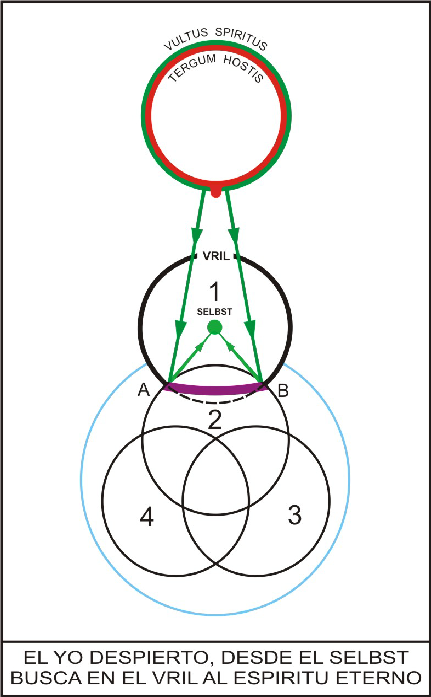 VULTUS SPIRITUS
TERGUM HOSTIS
VRIL
1
SELBST
A
B
2
4
3
EL YO DESPIERTO, DESDE EL SELBST
BUSCA EN EL VRIL AL ESPIRITU ETERNO